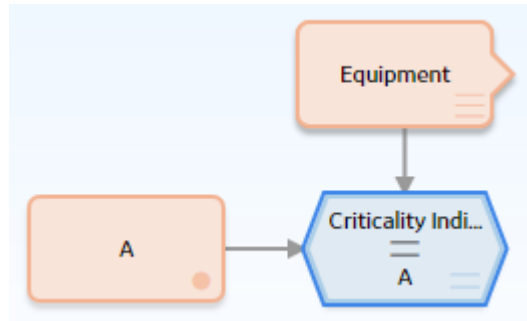 Equipment
A
Criticality Indi...
=
A